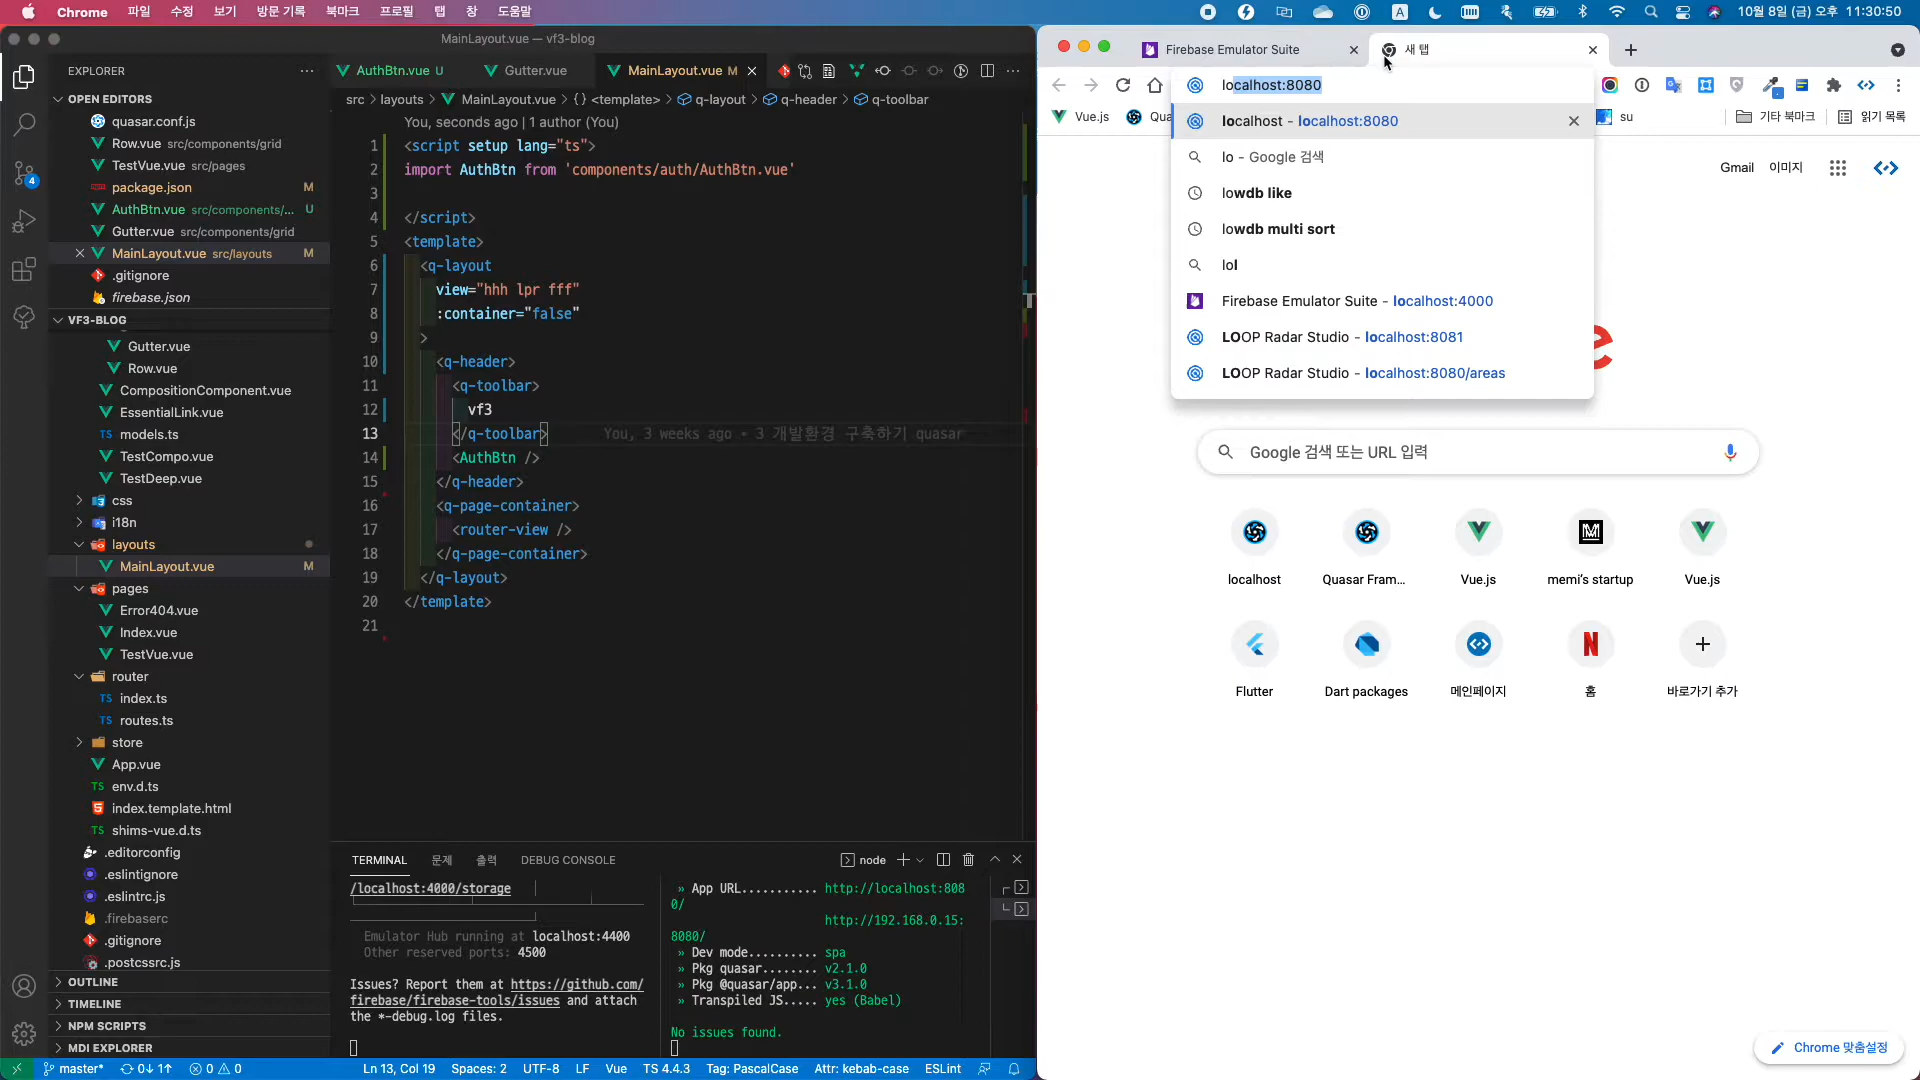 Chrome 파일 수정 보기 방문 기록 북마크 프로필 탭 창 도움말
A
10월 8일 (금) 오후 11:30:50
MainLayout.vue — vf3-blog
EXPLORER
OPEN EDITORS
quasar.conf.js
Row.vue src/components/grid
TestVue.vue src/pages
package.json M
AuthBtn.vue src/components/... U
Gutter.vue src/components/grid
MainLayout.vue src/layouts M
.gitignore
firebase.json
4
VF3-BLOG
Gutter.vue
Row.vue
CompositionComponent.vue
EssentialLink.vue
TS models.ts
TestCompo.vue
TestDeep.vue
css
i18n
layouts
MainLayout.vue M
pages
Error404.vue
Index.vue
TestVue.vue
router
TS index.ts
TS routes.ts
store
App.vue
TS env.d.ts
index.template.html
TS shims-vue.d.ts
.editorconfig
.eslintignore
.eslintrc.js
.firebaserc
.gitignore
.postcssrc.js
OUTLINE
TIMELINE
NPM SCRIPTS
MDI EXPLORER
AuthBtn.vue U
Gutter.vue
MainLayout.vue M
src > layouts > MainLayout.vue > {} <template> > q-layout > q-header > q-toolbar
You, seconds ago | 1 author (You)
1 <script setup lang="ts">
2 import AuthBtn from 'components/auth/AuthBtn.vue'
3
4 </script>
5 <template>
6 <q-layout
7 view="hhh lpr fff"
8 :container="false"
9 >
10 <q-header>
11 <q-toolbar>
12 vf3
13 </q-toolbar> You, 3 weeks ago • 3 개발환경 구축하기 quasar
14 <AuthBtn />
15 </q-header>
16 <q-page-container>
17 <router-view />
18 </q-page-container>
19 </q-layout>
20 </template>
21
TERMINAL 문제 출력 DEBUG CONSOLE
node
/localhost:4000/storage
Emulator Hub running at localhost:4400
Other reserved ports: 4500
Issues? Report them at https://github.com/
firebase/firebase-tools/issues and attach
the *-debug.log files.
» App URL........... http://localhost:808
0/
http://192.168.0.15:
8080/
» Dev mode.......... spa
» Pkg quasar........ v2.1.0
» Pkg @quasar/app... v3.1.0
» Transpiled JS..... yes (Babel)
No issues found.
master* 0↓ 1↑ 0 0
Ln 13, Col 19 Spaces: 2 UTF-8 LF Vue TS 4.4.3 Tag: PascalCase Attr: kebab-case ESLint
Firebase Emulator Suite
새 탭
localhost:8080
Vue.js
Qua
su
기타 북마크
읽기 목록
localhost - localhost:8080
lo - Google 검색
lowdb like
lowdb multi sort
lol
Firebase Emulator Suite - localhost:4000
LOOP Radar Studio - localhost:8081
LOOP Radar Studio - localhost:8080/areas
Gmail 이미지
e
Google 검색 또는 URL 입력
localhost
Quasar Fram...
Vue.js
memi's startup
Vue.js
Flutter
Dart packages
메인페이지
홈
바로가기 추가
Chrome 맞춤설정